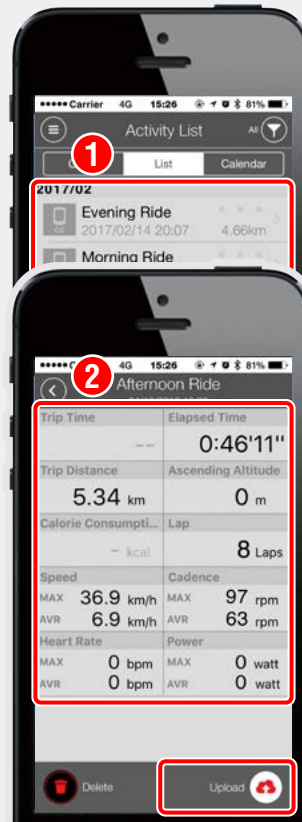 Carrier 4G 15:26 81%
Activity List All
1
List Calendar
2017/02
Evening Ride
2017/02/14 20:07 4.66km
Morning Ride
4G 15:26 81%
2
Afternoon Ride
Trip Time Elapsed Time
-- 0:46'11"
Trip Distance Ascending Altitude
5.34 km 0 m
Calorie Consumpti... Lap
- kcal 8 Laps
Speed Cadence
MAX 36.9 km/h MAX 97 rpm
AVR 6.9 km/h AVR 63 rpm
Heart Rate Power
MAX 0 bpm MAX 0 watt
AVR 0 bpm AVR 0 watt
Delete Upload